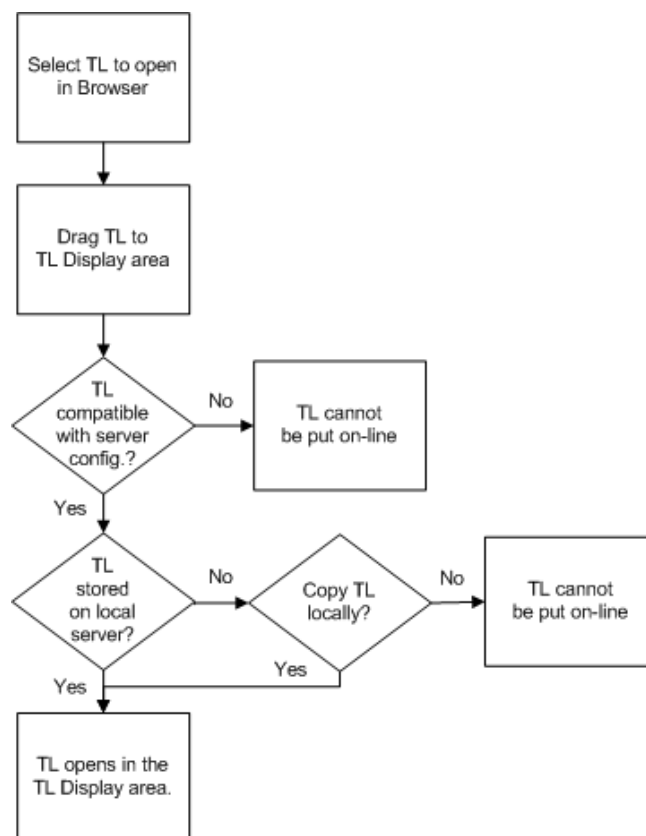 Select TL to open
in Browser
Drag TL to
TL Display area
TL
compatible
with server
config.?
No
TL cannot
be put on-line
Yes
TL
stored
on local
server?
No
Copy TL
locally?
No
TL cannot
be put on-line
Yes
Yes
TL opens in the
TL Display area.